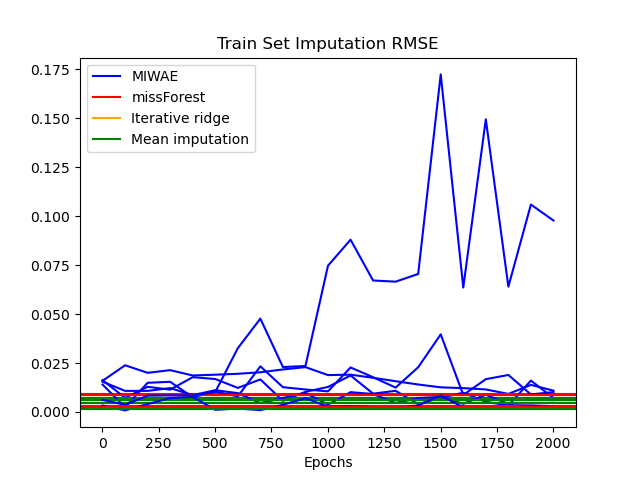 Train Set Imputation RMSE
0.175
0.150
0.125
0.100
0.075
0.050
0.025
0.000
MIWAE
missForest
Iterative ridge
Mean imputation
0 250 500 750 1000 1250 1500 1750 2000
Epochs